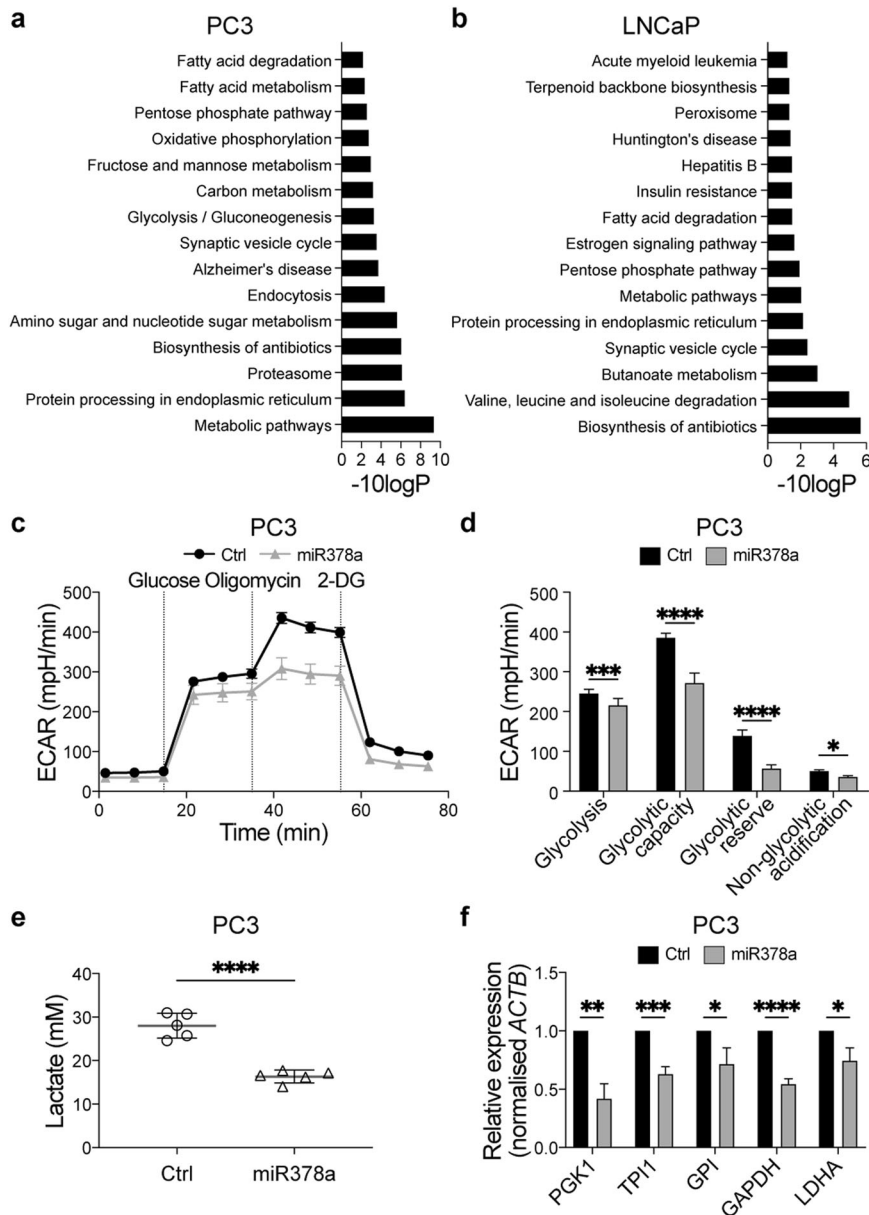 a
PC3
Fatty acid degradation
Fatty acid metabolism
Pentose phosphate pathway
Oxidative phosphorylation
Fructose and mannose metabolism
Carbon metabolism
Glycolysis / Gluconeogenesis
Synaptic vesicle cycle
Alzheimer's disease
Endocytosis
Amino sugar and nucleotide sugar metabolism
Biosynthesis of antibiotics
Proteasome
Protein processing in endoplasmic reticulum
Metabolic pathways
0 2 4 6 8 10
-10logP
b
LNCaP
Acute myeloid leukemia
Terpenoid backbone biosynthesis
Peroxisome
Huntington's disease
Hepatitis B
Insulin resistance
Fatty acid degradation
Estrogen signaling pathway
Pentose phosphate pathway
Metabolic pathways
Protein processing in endoplasmic reticulum
Synaptic vesicle cycle
Butanoate metabolism
Valine, leucine and isoleucine degradation
Biosynthesis of antibiotics
0 2 4 6
-10logP
c
PC3
Ctrl miR378a
Glucose Oligomycin 2-DG
ECAR (mpH/min)
500
400
300
200
100
0
0 20 40 60 80
Time (min)
d
PC3
Ctrl miR378a
ECAR (mpH/min)
500
400
300
200
100
0
*** **** **** *
Glycolysis
Glycolytic
capacity
Glycolytic
reserve
Non-glycolytic
acidification
e
PC3
****
Lactate (mM)
40
30
20
10
0
Ctrl miR378a
f
PC3
Ctrl miR378a
Relative expression
(normalised ACTB)
1.5
1.0
0.5
0.0
** *** * **** *
PGK1 TPI1 GPI GAPDH LDHA